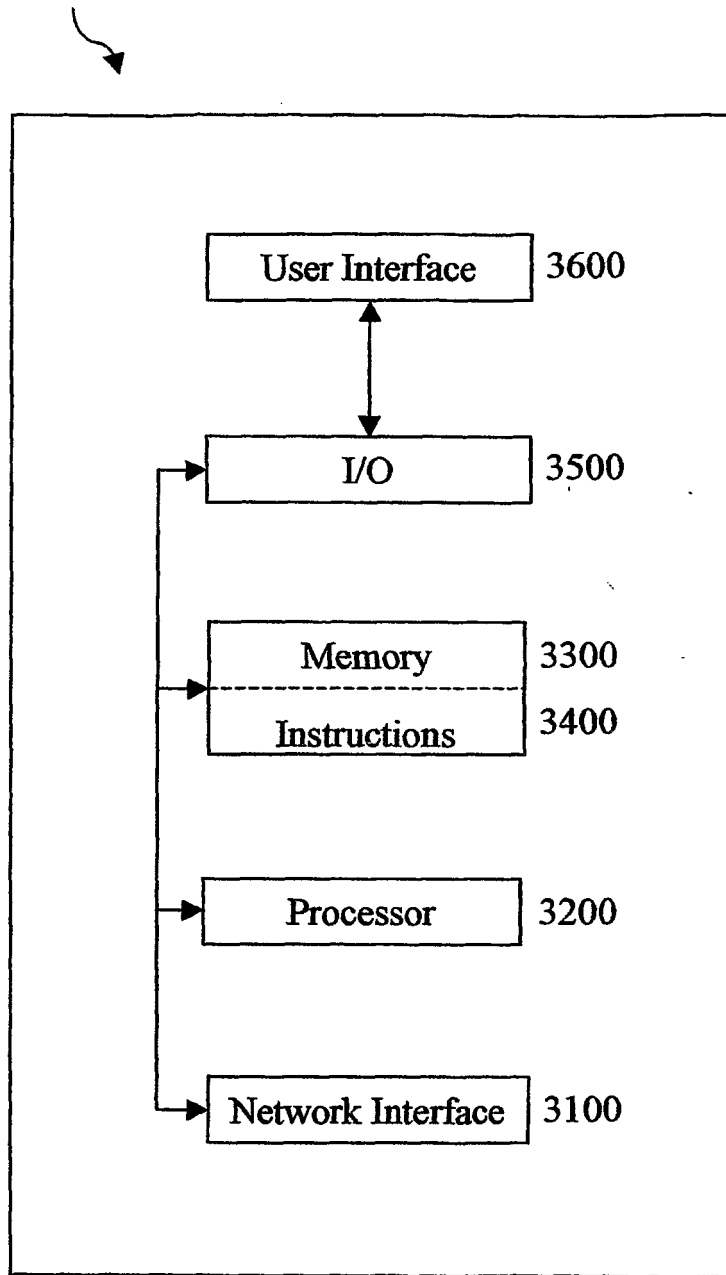 User Interface 3600
I/O 3500
Memory 3300
Instructions 3400
Processor 3200
Network Interface 3100